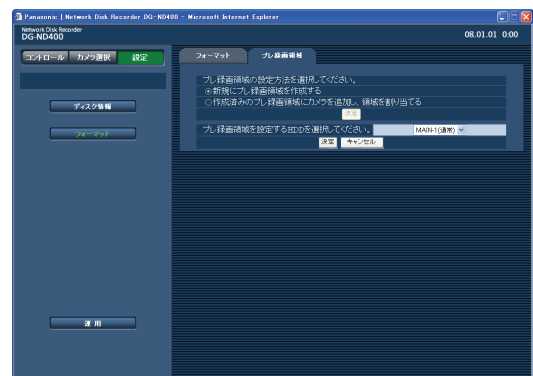 Panasonic | Network Disk Recorder DG-ND400 - Microsoft Internet Explorer
Network Disk Recorder
DG-ND400
08.01.01 0:00
コントロール カメラ選択 設定
フォーマット プレ録画領域
プレ録画領域の設定方法を選択してください。
新規にプレ録画領域を作成する
作成済みのプレ録画領域にカメラを追加し、領域を割り当てる
決定
プレ録画領域を設定するHDDを選択してください。 MAIN-1(通常)
決定 キャンセル
ディスク情報
フォーマット
運用